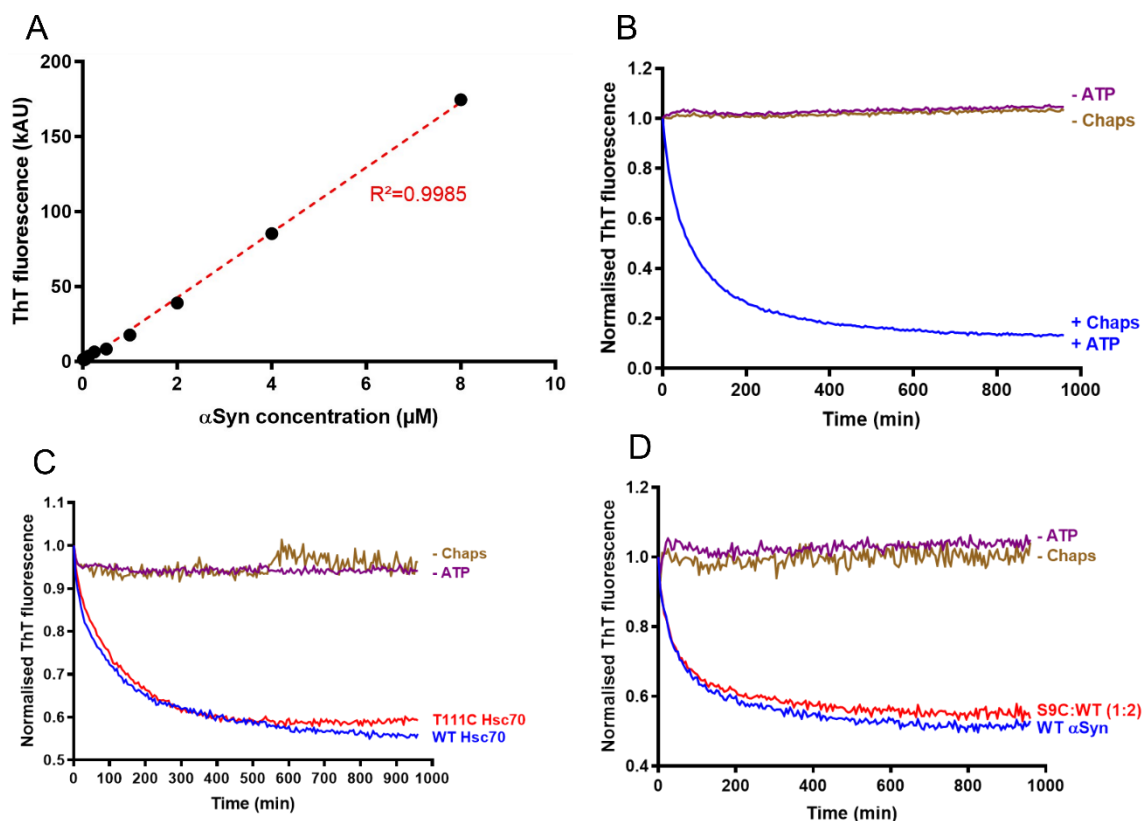 A
200
150
100
50
0
ThT fluorescence (kAU)
R²=0.9985
0 2 4 6 8 10
αSyn concentration (µM)
B
1.2
1.0
0.8
0.6
0.4
0.2
0.0
Normalised ThT fluorescence
- ATP
- Chaps
+ Chaps
+ ATP
0 200 400 600 800 1000
Time (min)
C
1.1
1.0
0.9
0.8
0.7
0.6
0.5
Normalised ThT fluorescence
- Chaps
- ATP
T111C Hsc70
WT Hsc70
0 100 200 300 400 500 600 700 800 900 1000
Time (min)
D
1.2
1.0
0.8
0.6
0.4
Normalised ThT fluorescence
- ATP
- Chaps
S9C:WT (1:2)
WT αSyn
0 200 400 600 800 1000
Time (min)